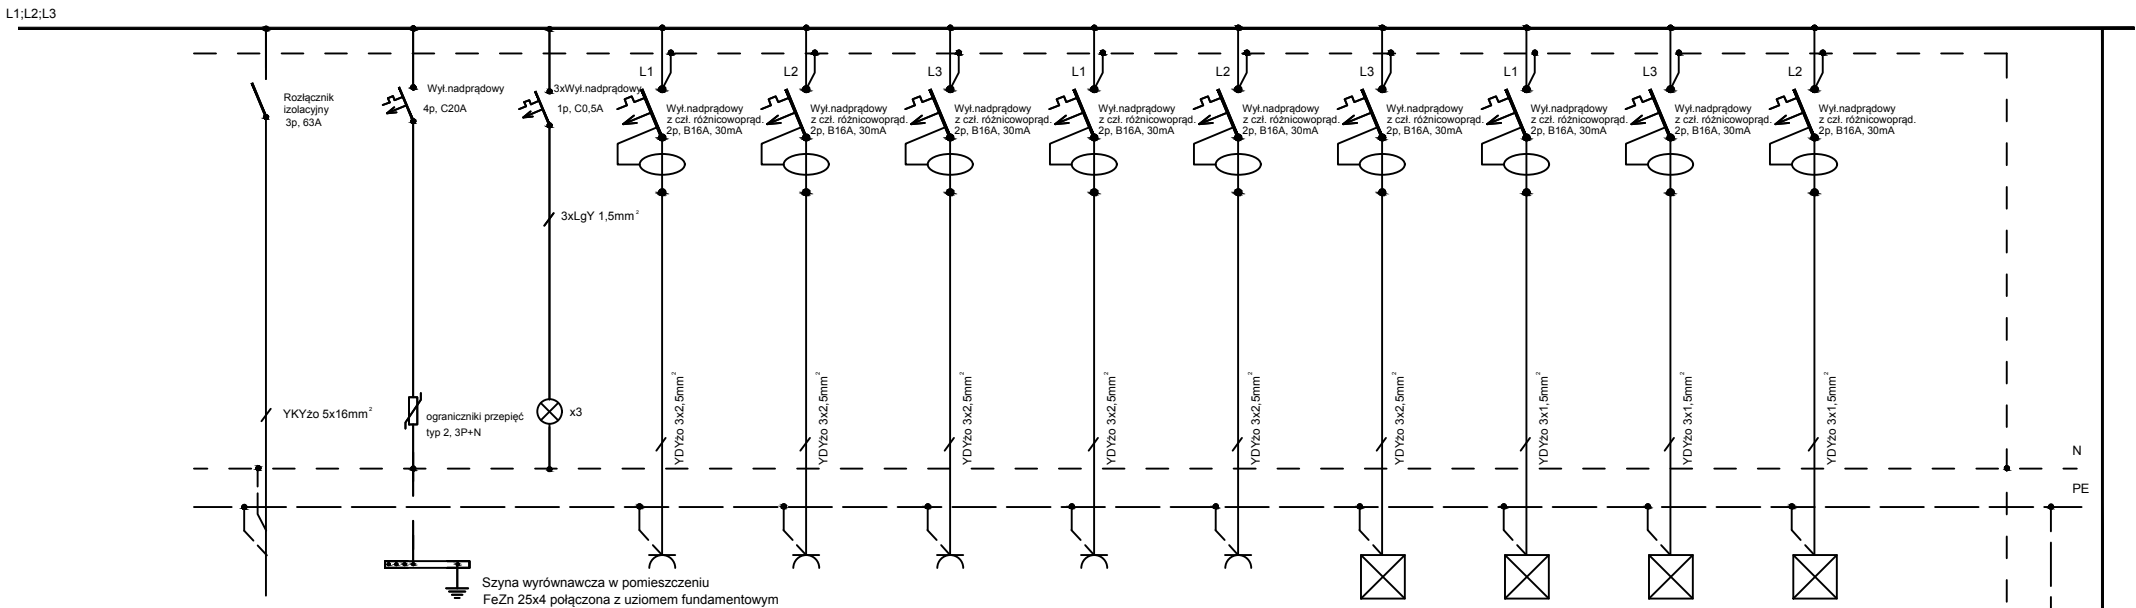 L1;L2;L3
L1
L2
L3
L1
L2
L3
L1
L3
L2
Rozłącznik
izolacyjny
3p, 63A
Wył.nadprądowy
4p, C20A
3xWył.nadprądowy
1p, C0,5A
Wył.nadprądowy
z czł. różnicowoprąd.
2p, B16A, 30mA
Wył.nadprądowy
z czł. różnicowoprąd.
2p, B16A, 30mA
Wył.nadprądowy
z czł. różnicowoprąd.
2p, B16A, 30mA
Wył.nadprądowy
z czł. różnicowoprąd.
2p, B16A, 30mA
Wył.nadprądowy
z czł. różnicowoprąd.
2p, B16A, 30mA
Wył.nadprądowy
z czł. różnicowoprąd.
2p, B16A, 30mA
Wył.nadprądowy
z czł. różnicowoprąd.
2p, B16A, 30mA
Wył.nadprądowy
z czł. różnicowoprąd.
2p, B16A, 30mA
Wył.nadprądowy
z czł. różnicowoprąd.
2p, B16A, 30mA
3xLgY 1,5mm²
YKYżo 5x16mm²
ograniczniki przepięć
typ 2, 3P+N
x3
YDYżo 3x2,5mm²
YDYżo 3x2,5mm²
YDYżo 3x2,5mm²
YDYżo 3x2,5mm²
YDYżo 3x2,5mm²
YDYżo 3x2,5mm²
YDYżo 3x1,5mm²
YDYżo 3x1,5mm²
YDYżo 3x1,5mm²
N
PE
Szyna wyrównawcza w pomieszczeniu
FeZn 25x4 połączona z uziomem fundamentowym